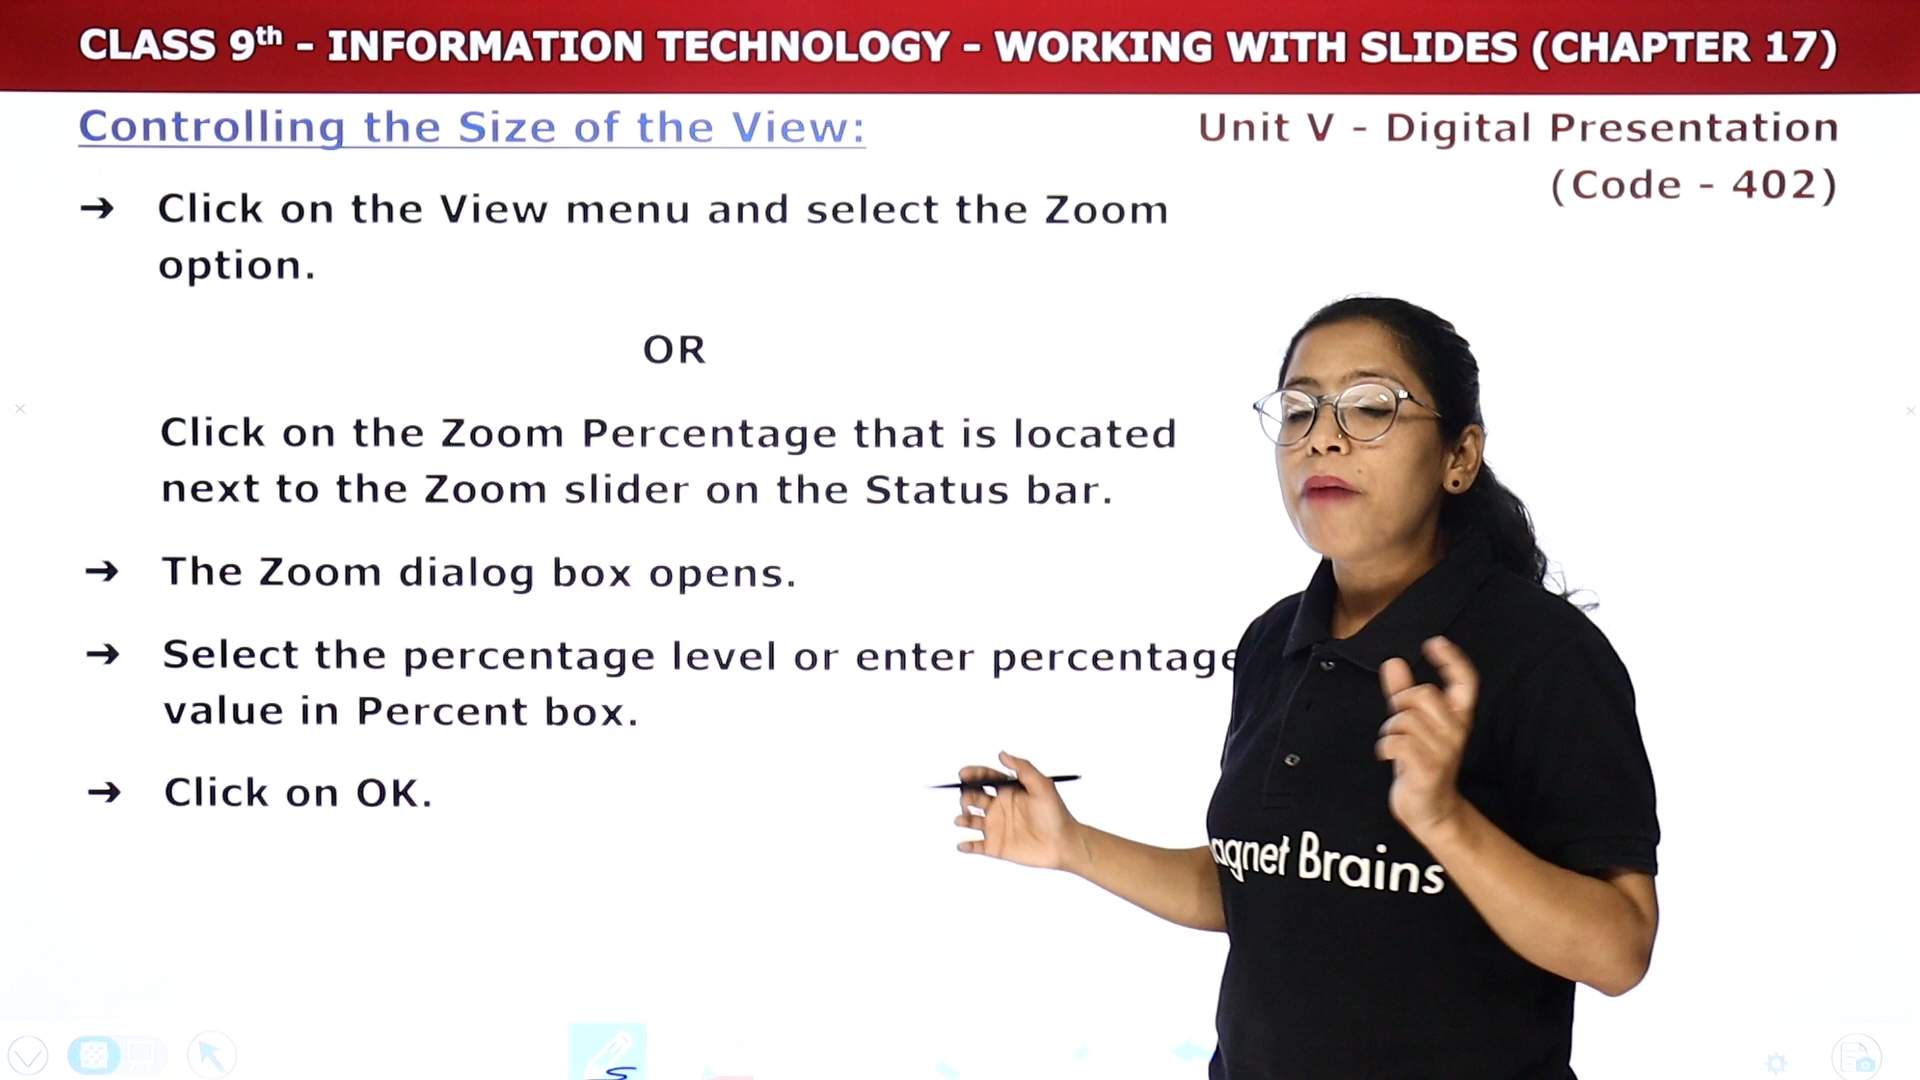 CLASS 9th - INFORMATION TECHNOLOGY - WORKING WITH SLIDES (CHAPTER 17)
Controlling the Size of the View:
Unit V - Digital Presentation
(Code - 402)
➔ Click on the View menu and select the Zoom
option.
OR
Click on the Zoom Percentage that is located
next to the Zoom slider on the Status bar.
➔ The Zoom dialog box opens.
➔ Select the percentage level or enter percentage
value in Percent box.
➔ Click on OK.
agnet Brains